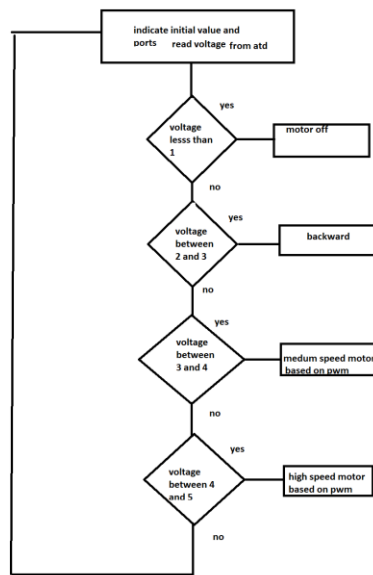 indicate initial value and
ports read voltage from atd
yes
voltage
lesss than
1
motor off
no
yes
voltage
between
2 and 3
backward
no
yes
voltage
between
3 and 4
medum speed motor
based on pwm
no
yes
voltage
between 4
and 5
high speed motor
based on pwm
no